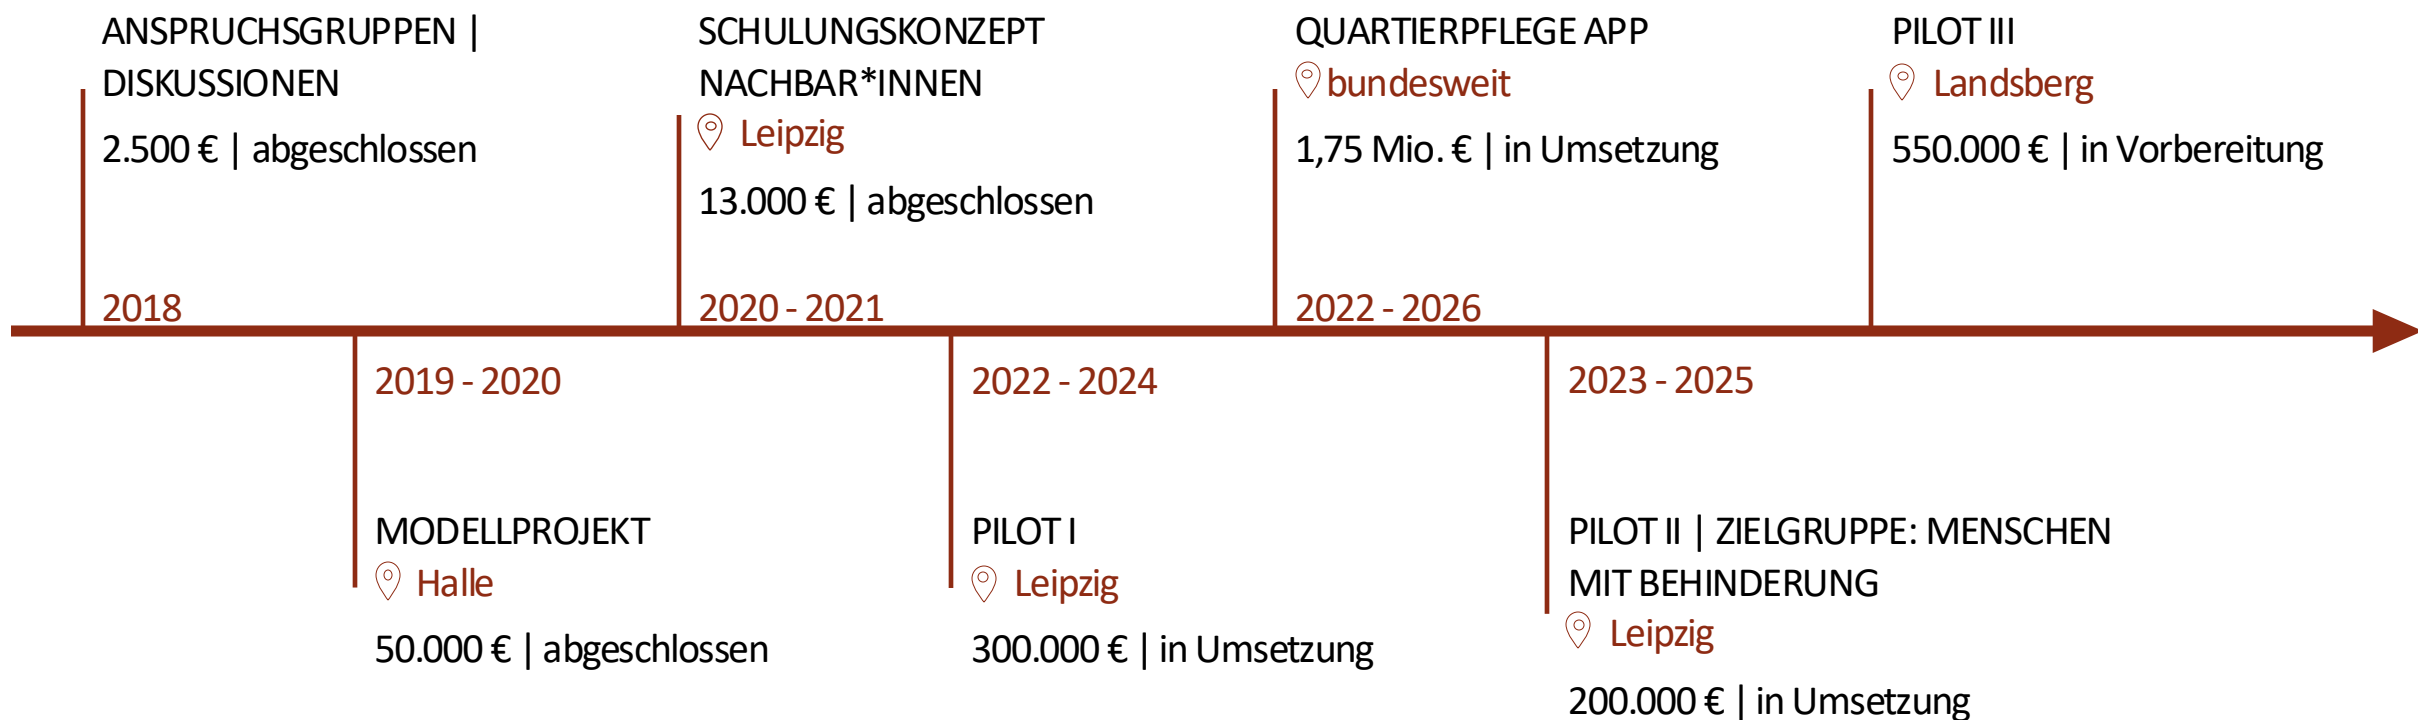 ANSPRUCHSGRUPPEN |
DISKUSSIONEN
2.500 € | abgeschlossen
2018
MODELLPROJEKT
Halle
50.000 € | abgeschlossen
2019 - 2020
SCHULUNGSKONZEPT
NACHBAR*INNEN
Leipzig
13.000 € | abgeschlossen
2020 - 2021
2022 - 2024
PILOT I
Leipzig
300.000 € | in Umsetzung
QUARTIERPFLEGE APP
bundesweit
1,75 Mio. € | in Umsetzung
2022 - 2026
2023 - 2025
PILOT II | ZIELGRUPPE: MENSCHEN
MIT BEHINDERUNG
Leipzig
200.000 € | in Umsetzung
PILOT III
Landsberg
550.000 € | in Vorbereitung